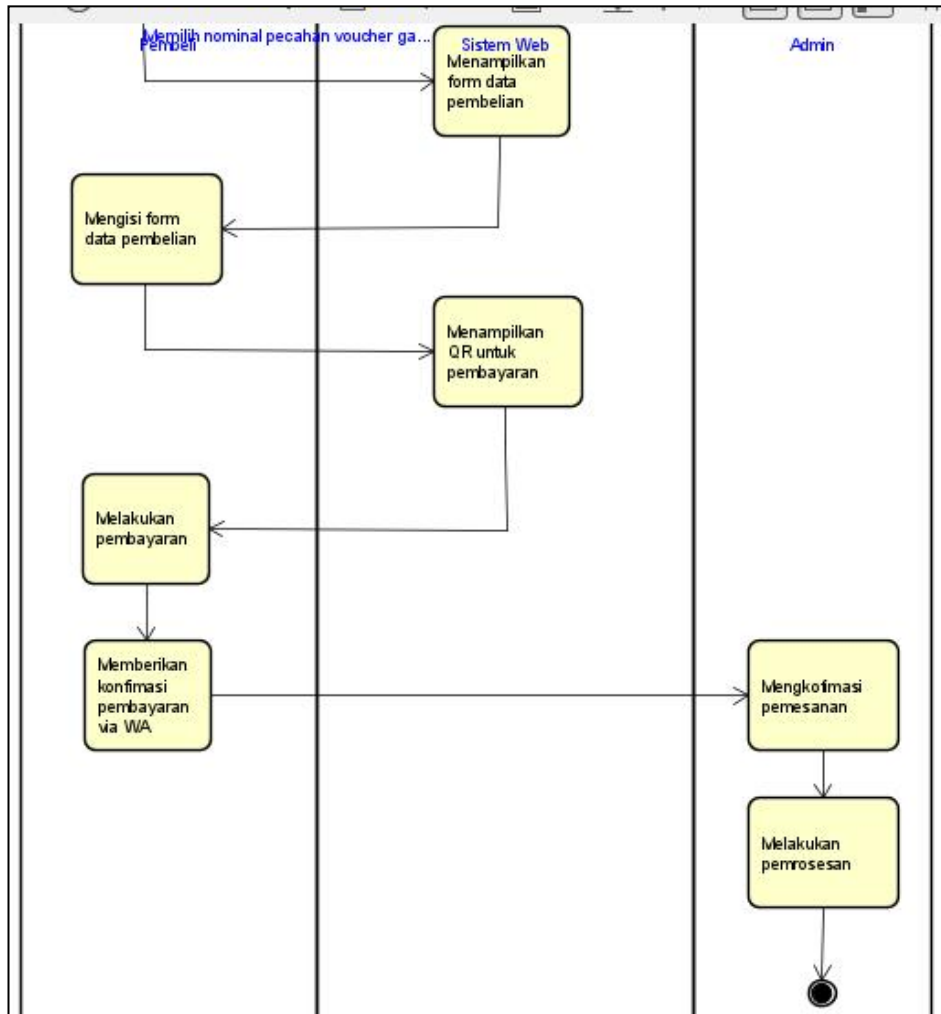 Memilih nominal pecahan voucher ga...
Pembeli
Sistem Web
Admin
Menampilkan
form data
pembelian
Mengisi form
data pembelian
Menampilkan
QR untuk
pembayaran
Melakukan
pembayaran
Memberikan
konfimasi
pembayaran
via WA
Mengkofimasi
pemesanan
Melakukan
pemrosesan